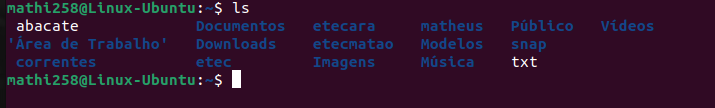 mathi258@Linux-Ubuntu:~$ ls
abacate Documentos etecara matheus Público Vídeos
'Área de Trabalho' Downloads etecmatao Modelos snap
correntes etec Imagens Música txt
mathi258@Linux-Ubuntu:~$